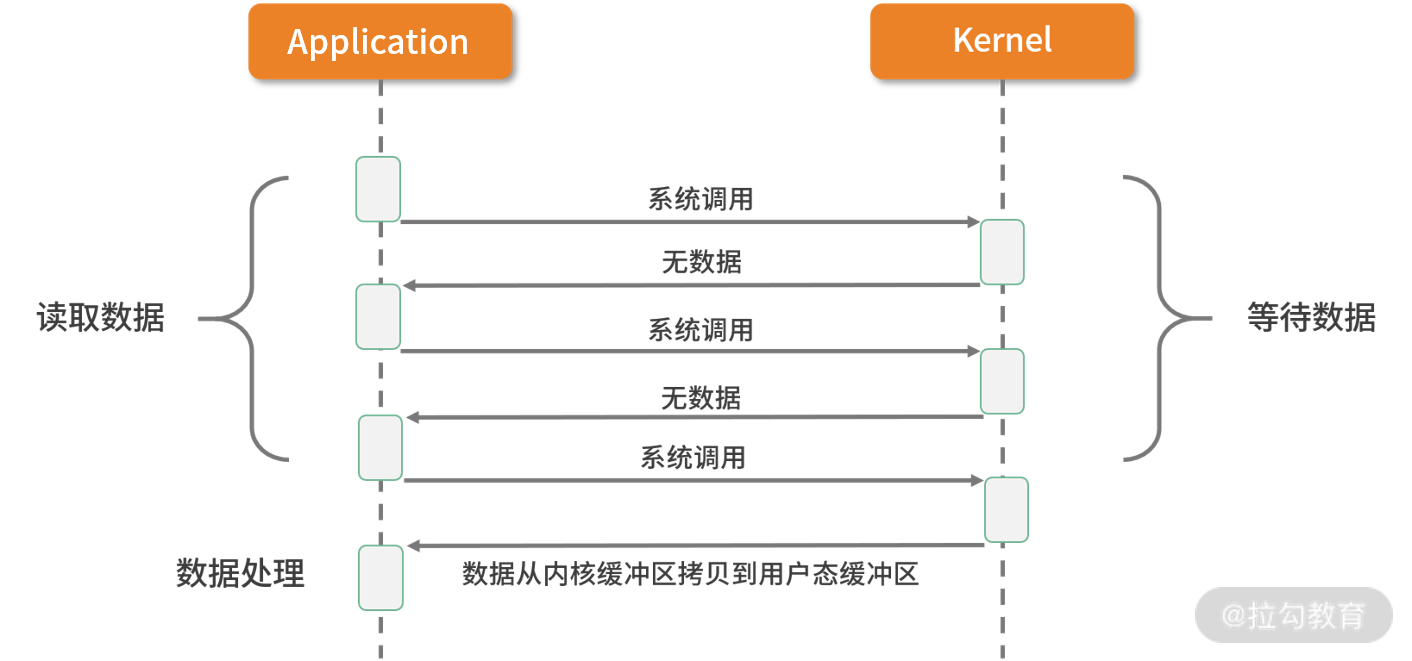 Application
Kernel
系统调用
无数据
读取数据
等待数据
系统调用
无数据
系统调用
数据处理
数据从内核缓冲区拷贝到用户态缓冲区
@拉勾教育